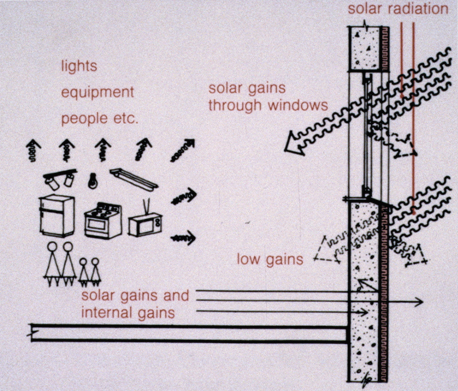 solar radiation
lights
equipment
people etc.
solar gains
through windows
low gains
solar gains and
internal gains